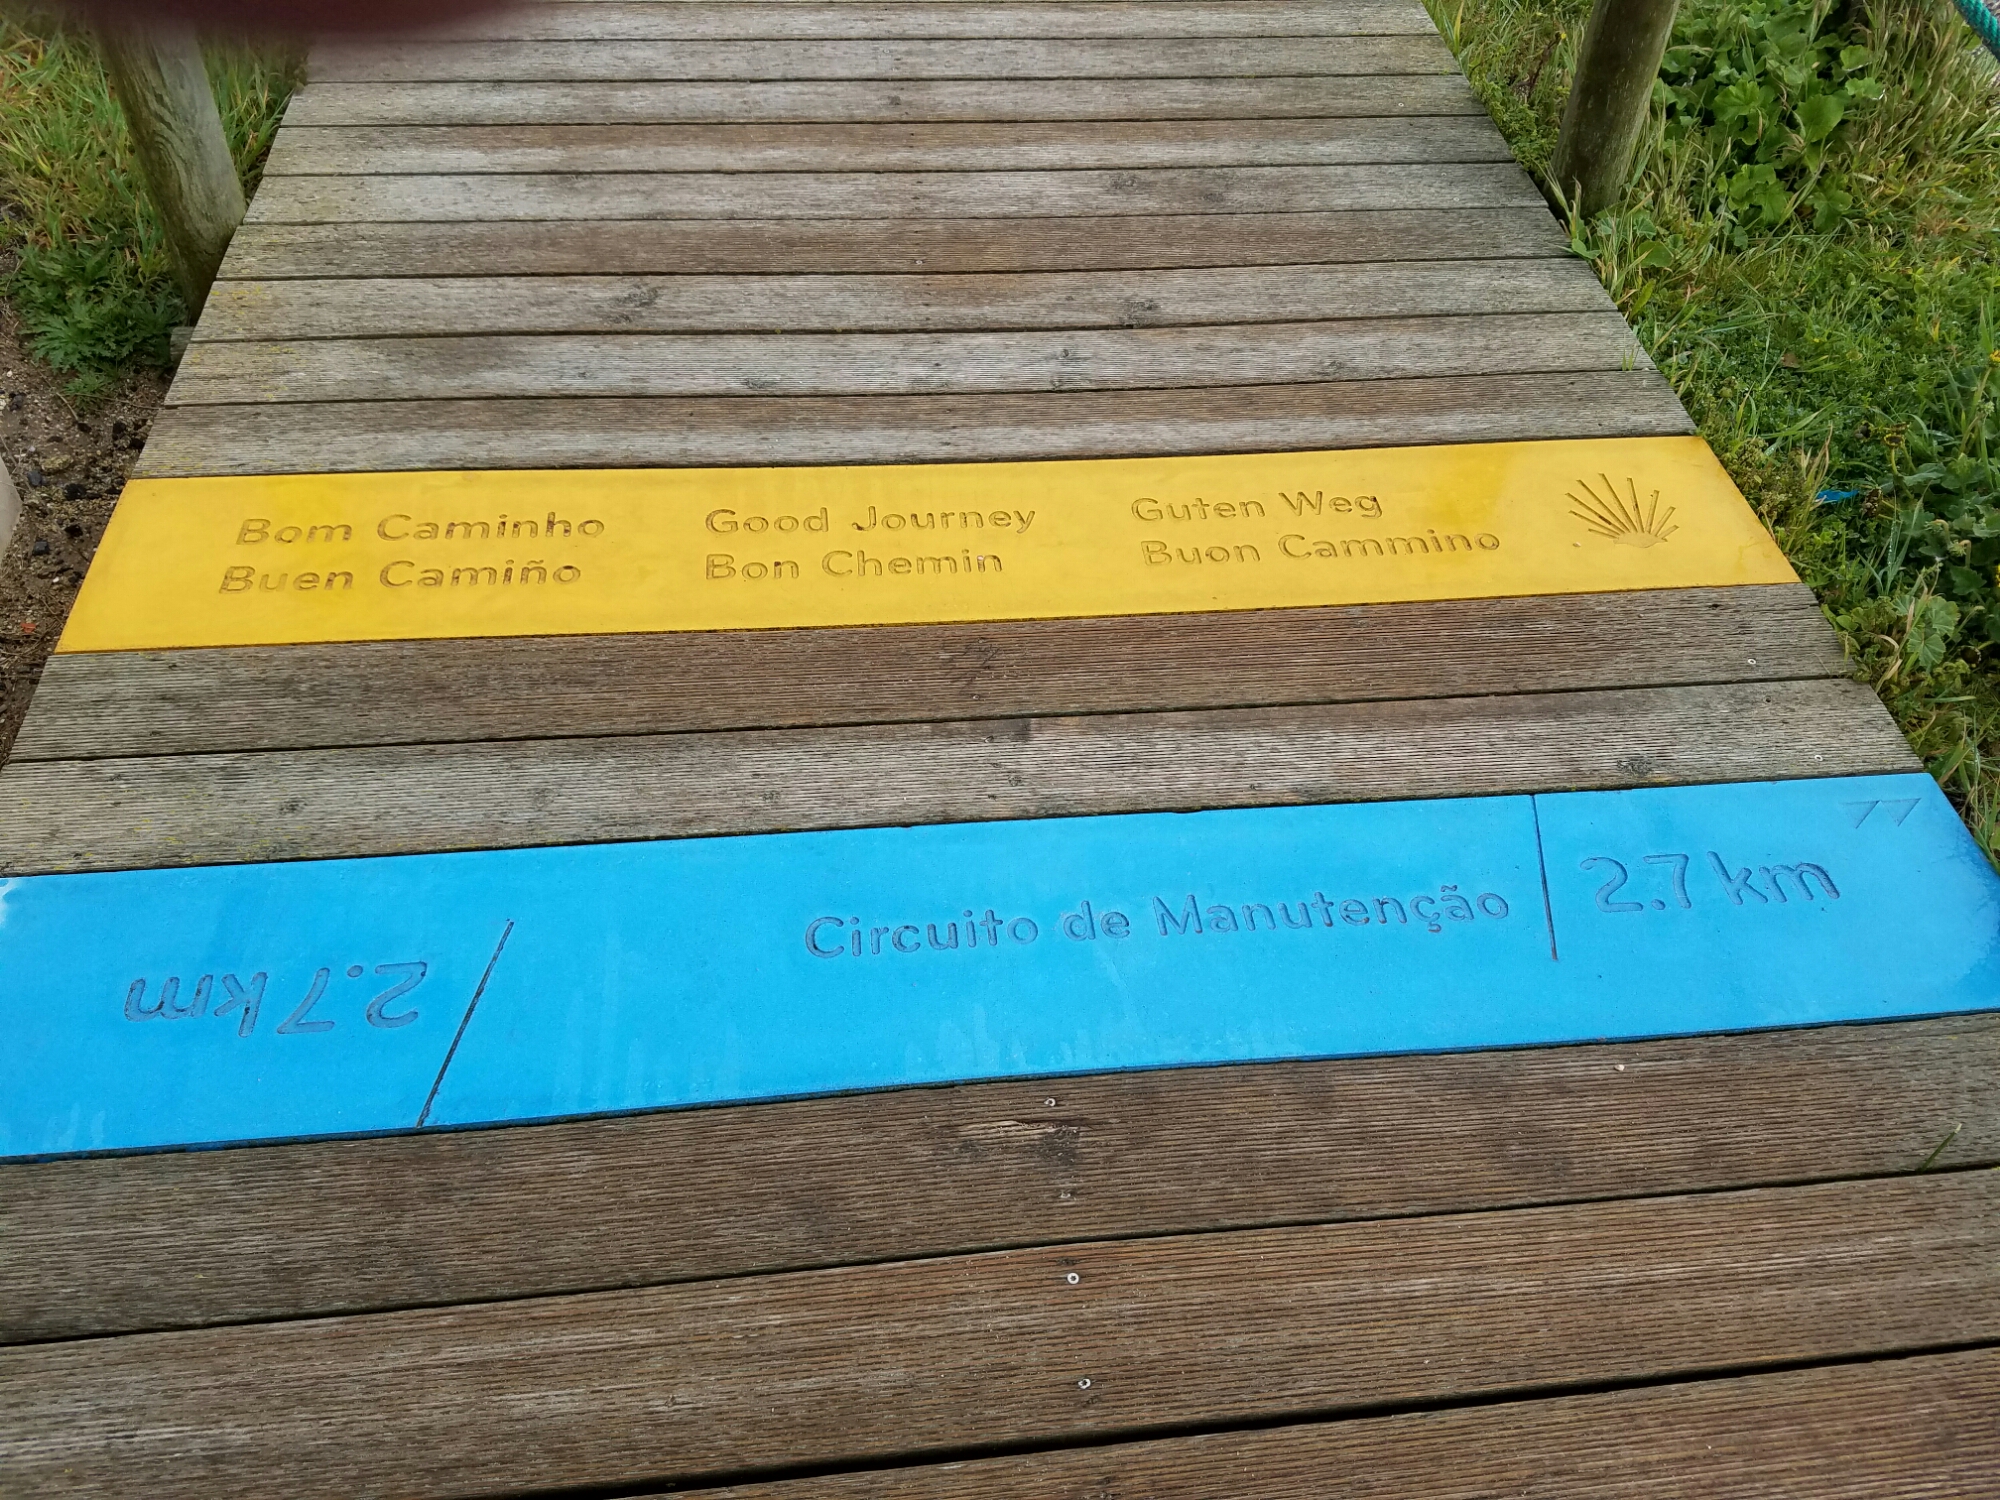 Bom Caminho
Buen Camiño
Good Journey
Bon Chemin
Guten Weg
Buon Cammino
Circuito de Manutenção
2.7 km
2.7 km